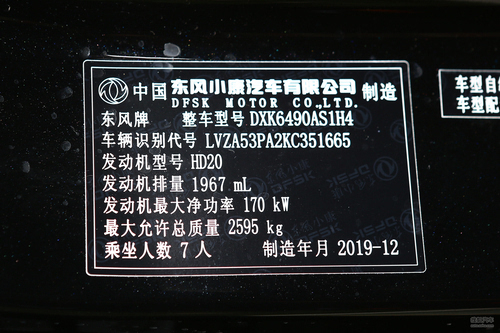 中国 东风小康汽车有限公司 制造
DFSK MOTOR CO.,LTD.
东风牌 整车型号 DXK6490AS1H4
车辆识别代号 LVZA53PA2KC351665
发动机型号 HD20
发动机排量 1967 mL
发动机最大净功率 170 kW
最大允许总质量 2595 kg
乘坐人数 7 人 制造年月 2019-12
车型自
车型配